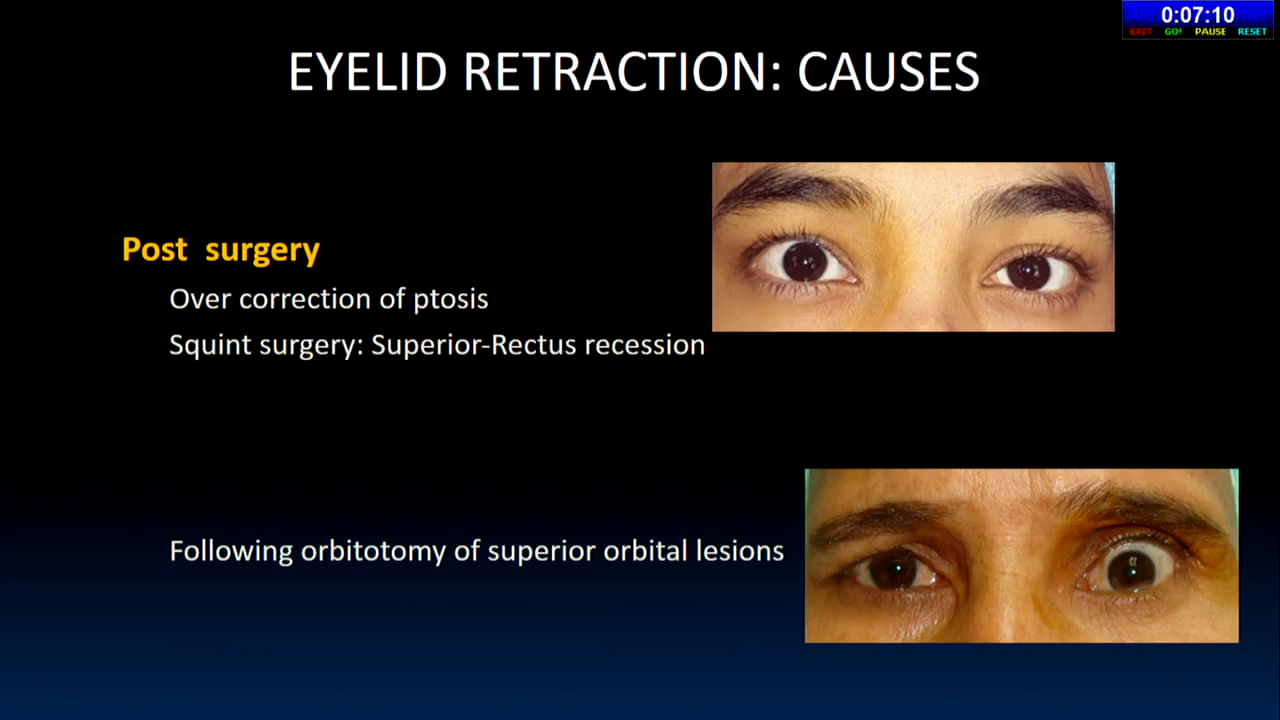 0:07:10
EXIT GO! PAUSE RESET
EYELID RETRACTION: CAUSES
Post surgery
Over correction of ptosis
Squint surgery: Superior-Rectus recession
Following orbitotomy of superior orbital lesions